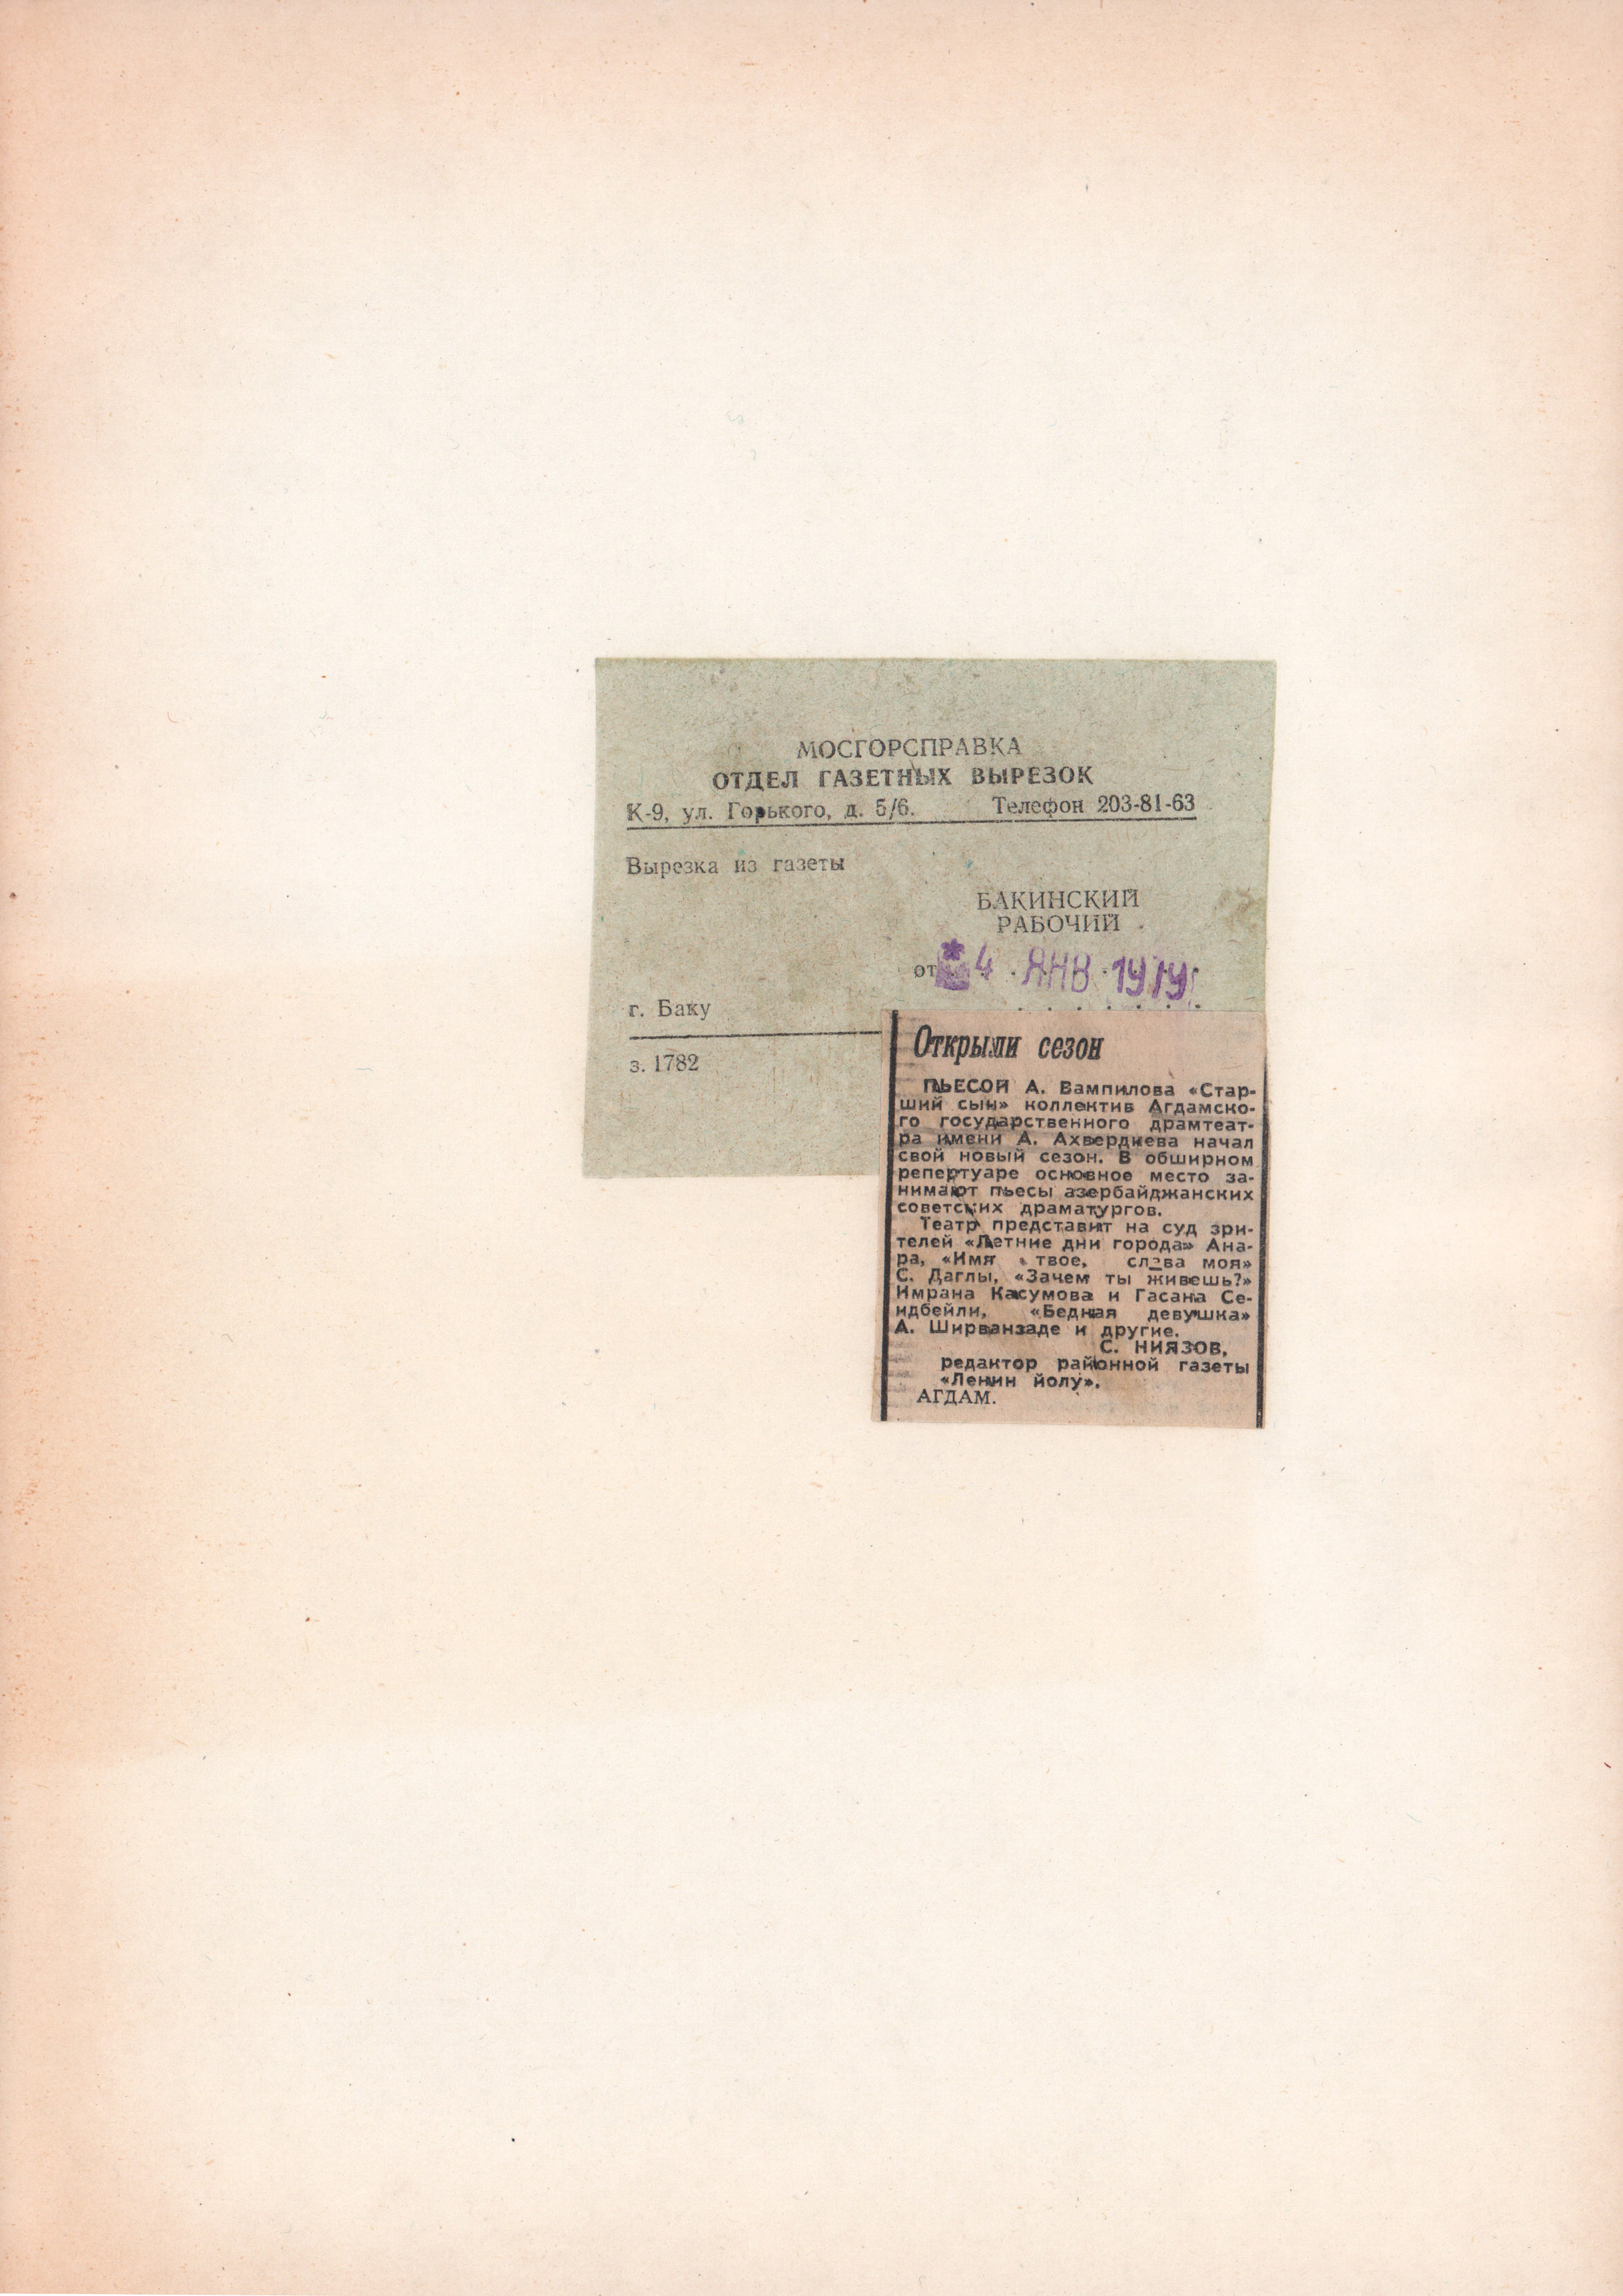 МОСГОРСПРАВКА
ОТДЕЛ ГАЗЕТНЫХ ВЫРЕЗОК
К-9, ул. Горького, д. 5/6. Телефон 203-81-63
Вырезка из газеты
БАКИНСКИЙ
РАБОЧИЙ
от 4 ЯНВ 1979
г. Баку
з. 1782
Открыли сезон
ПЬЕСОЙ А. Вампилова «Стар-
ший сын» коллектив Агдамско-
го государственного драмтеат-
ра имени А. Ахвердиева начал
свой новый сезон. В обширном
репертуаре основное место за-
нимают пьесы азербайджанских
советских драматургов.
Театр представит на суд зри-
телей «Летние дни города» Ана-
ра, «Имя твое, слава моя»
С. Даглы, «Зачем ты живешь?»
Имрана Касумова и Гасана Се-
идбейли, «Бедная девушка»
А. Ширванзаде и другие.
С. НИЯЗОВ,
редактор районной газеты
«Ленин йолу».
АГДАМ.